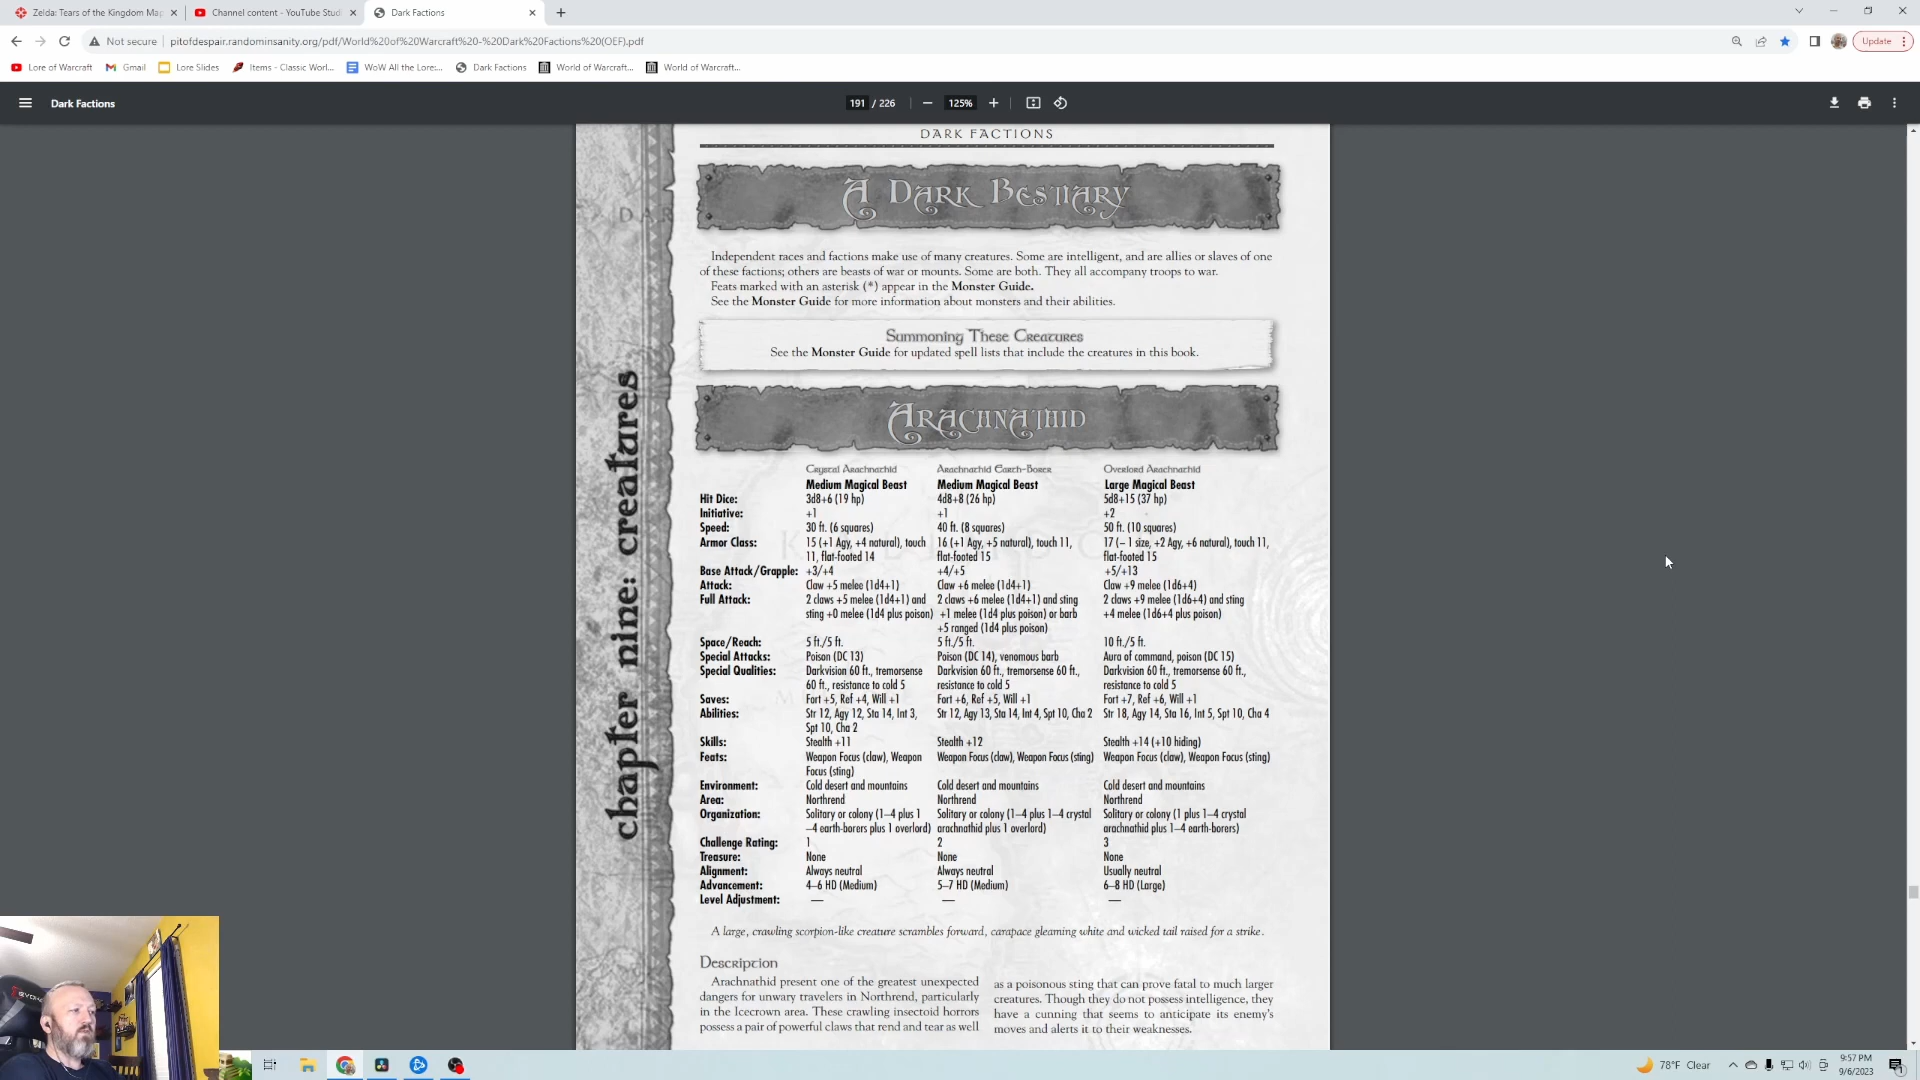 Zelda: Tears of the Kingdom Map
Channel content - YouTube Stud
Dark Factions
Not secure
pitofdespair.randominsanity.org/pdf/World%20of%20Warcraft%20-%20Dark%20Factions%20(OEF).pdf
Update
Lore of Warcraft
Gmail
Lore Slides
Items - Classic Worl...
WoW All the Lore:...
Dark Factions
World of Warcraft...
World of Warcraft...
Dark Factions
191 / 226
125%
DARK FACTIONS
A Dark Bestiary
Independent races and factions make use of many creatures. Some are intelligent, and are allies or slaves of one
of these factions; others are beasts of war or mounts. Some are both. They all accompany troops to war.
Feats marked with an asterisk (*) appear in the Monster Guide.
See the Monster Guide for more information about monsters and their abilities.
Summoning These Creatures
See the Monster Guide for updated spell lists that include the creatures in this book.
Arachnathid
chapter nine: creatures
Crystal Arachnathid Arachnathid Earth-Borer Overlord Arachnathid
Medium Magical Beast Medium Magical Beast Large Magical Beast
Hit Dice: 3d8+6 (19 hp) 4d8+8 (26 hp) 5d8+15 (37 hp)
Initiative: +1 +1 +2
Speed: 30 ft. (6 squares) 40 ft. (8 squares) 50 ft. (10 squares)
Armor Class: 15 (+1 Agy, +4 natural), touch 16 (+1 Agy, +5 natural), touch 11, 17 (– 1 size, +2 Agy, +6 natural), touch 11,
11, flat-footed 14 flat-footed 15 flat-footed 15
Base Attack/Grapple: +3/+4 +4/+5 +5/+13
Attack: Claw +5 melee (1d4+1) Claw +6 melee (1d4+1) Claw +9 melee (1d6+4)
Full Attack: 2 claws +5 melee (1d4+1) and 2 claws +6 melee (1d4+1) and sting 2 claws +9 melee (1d6+4) and sting
sting +0 melee (1d4 plus poison) +1 melee (1d4 plus poison) or barb +4 melee (1d6+4 plus poison)
+5 ranged (1d4 plus poison)
Space/Reach: 5 ft./5 ft. 5 ft./5 ft. 10 ft./5 ft.
Special Attacks: Poison (DC 13) Poison (DC 14), venomous barb Aura of command, poison (DC 15)
Special Qualities: Darkvision 60 ft., tremorsense Darkvision 60 ft., tremorsense 60 ft., Darkvision 60 ft., tremorsense 60 ft.,
60 ft., resistance to cold 5 resistance to cold 5 resistance to cold 5
Saves: Fort +5, Ref +4, Will +1 Fort +6, Ref +5, Will +1 Fort +7, Ref +6, Will +1
Abilities: Str 12, Agy 12, Sta 14, Int 3, Str 12, Agy 13, Sta 14, Int 4, Spt 10, Cha 2 Str 18, Agy 14, Sta 16, Int 5, Spt 10, Cha 4
Spt 10, Cha 2
Skills: Stealth +11 Stealth +12 Stealth +14 (+10 hiding)
Feats: Weapon Focus (claw), Weapon Weapon Focus (claw), Weapon Focus (sting) Weapon Focus (claw), Weapon Focus (sting)
Focus (sting)
Environment: Cold desert and mountains Cold desert and mountains Cold desert and mountains
Area: Northrend Northrend Northrend
Organization: Solitary or colony (1–4 plus 1 Solitary or colony (1–4 plus 1–4 crystal Solitary or colony (1 plus 1–4 crystal
–4 earth-borers plus 1 overlord) arachnathid plus 1 overlord) arachnathid plus 1–4 earth-borers)
Challenge Rating: 1 2 3
Treasure: None None None
Alignment: Always neutral Always neutral Usually neutral
Advancement: 4–6 HD (Medium) 5–7 HD (Medium) 6–8 HD (Large)
Level Adjustment: — — —
A large, crawling scorpion-like creature scrambles forward, carapace gleaming white and wicked tail raised for a strike.
Description
Arachnathid present one of the greatest unexpected
dangers for unwary travelers in Northrend, particularly
in the Icecrown area. These crawling insectoid horrors
possess a pair of powerful claws that rend and tear as well
as a poisonous sting that can prove fatal to much larger
creatures. Though they do not possess intelligence, they
have a cunning that seems to anticipate its enemy's
moves and alerts it to their weaknesses.
78°F Clear
9:57 PM
9/6/2023